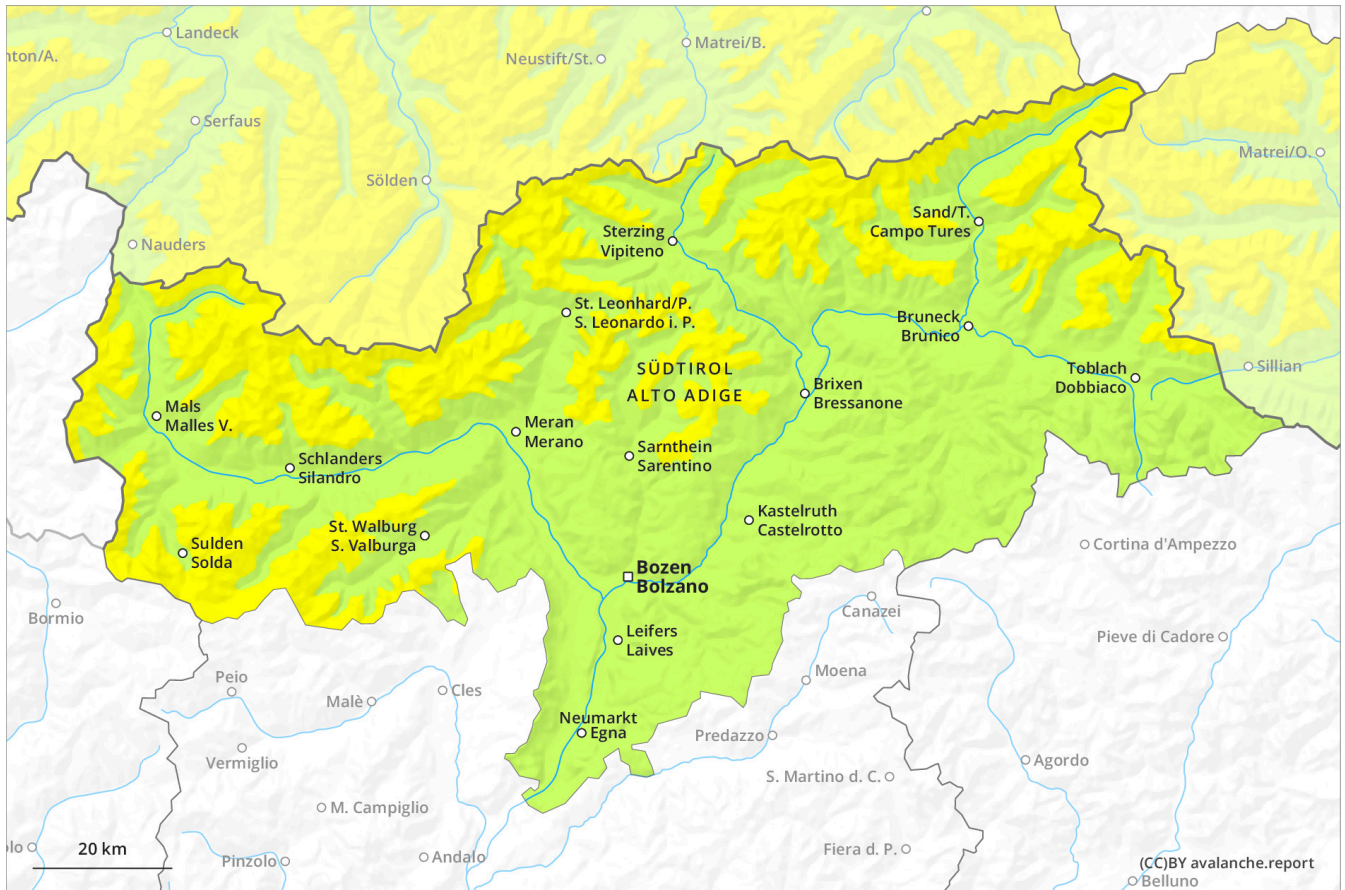 Landeck
nton/A.
Neustift/St.
Matrei/B.
Serfaus
Matrei/O.
Sölden
Nauders
Sand/T.
Campo Tures
Sterzing
Vipiteno
St. Leonhard/P.
S. Leonardo i. P.
Bruneck
Brunico
SÜDTIROL
ALTO ADIGE
Sillian
Toblach
Dobbiaco
Brixen
Bressanone
Mals
Malles V.
Meran
Merano
Schlanders
Silandro
Sarnthein
Sarentino
Kastelruth
Castelrotto
St. Walburg
S. Valburga
Sulden
Solda
Cortina d'Ampezzo
Bozen
Bolzano
Bormio
Canazei
Leifers
Laives
Pieve di Cadore
Peio
Malè
Cles
Moena
Neumarkt
Egna
Predazzo
Vermiglio
Agordo
S. Martino d. C.
M. Campiglio
lo
20 km
Pinzolo
Andalo
Fiera d. P.
(CC)BY avalanche.report
Belluno